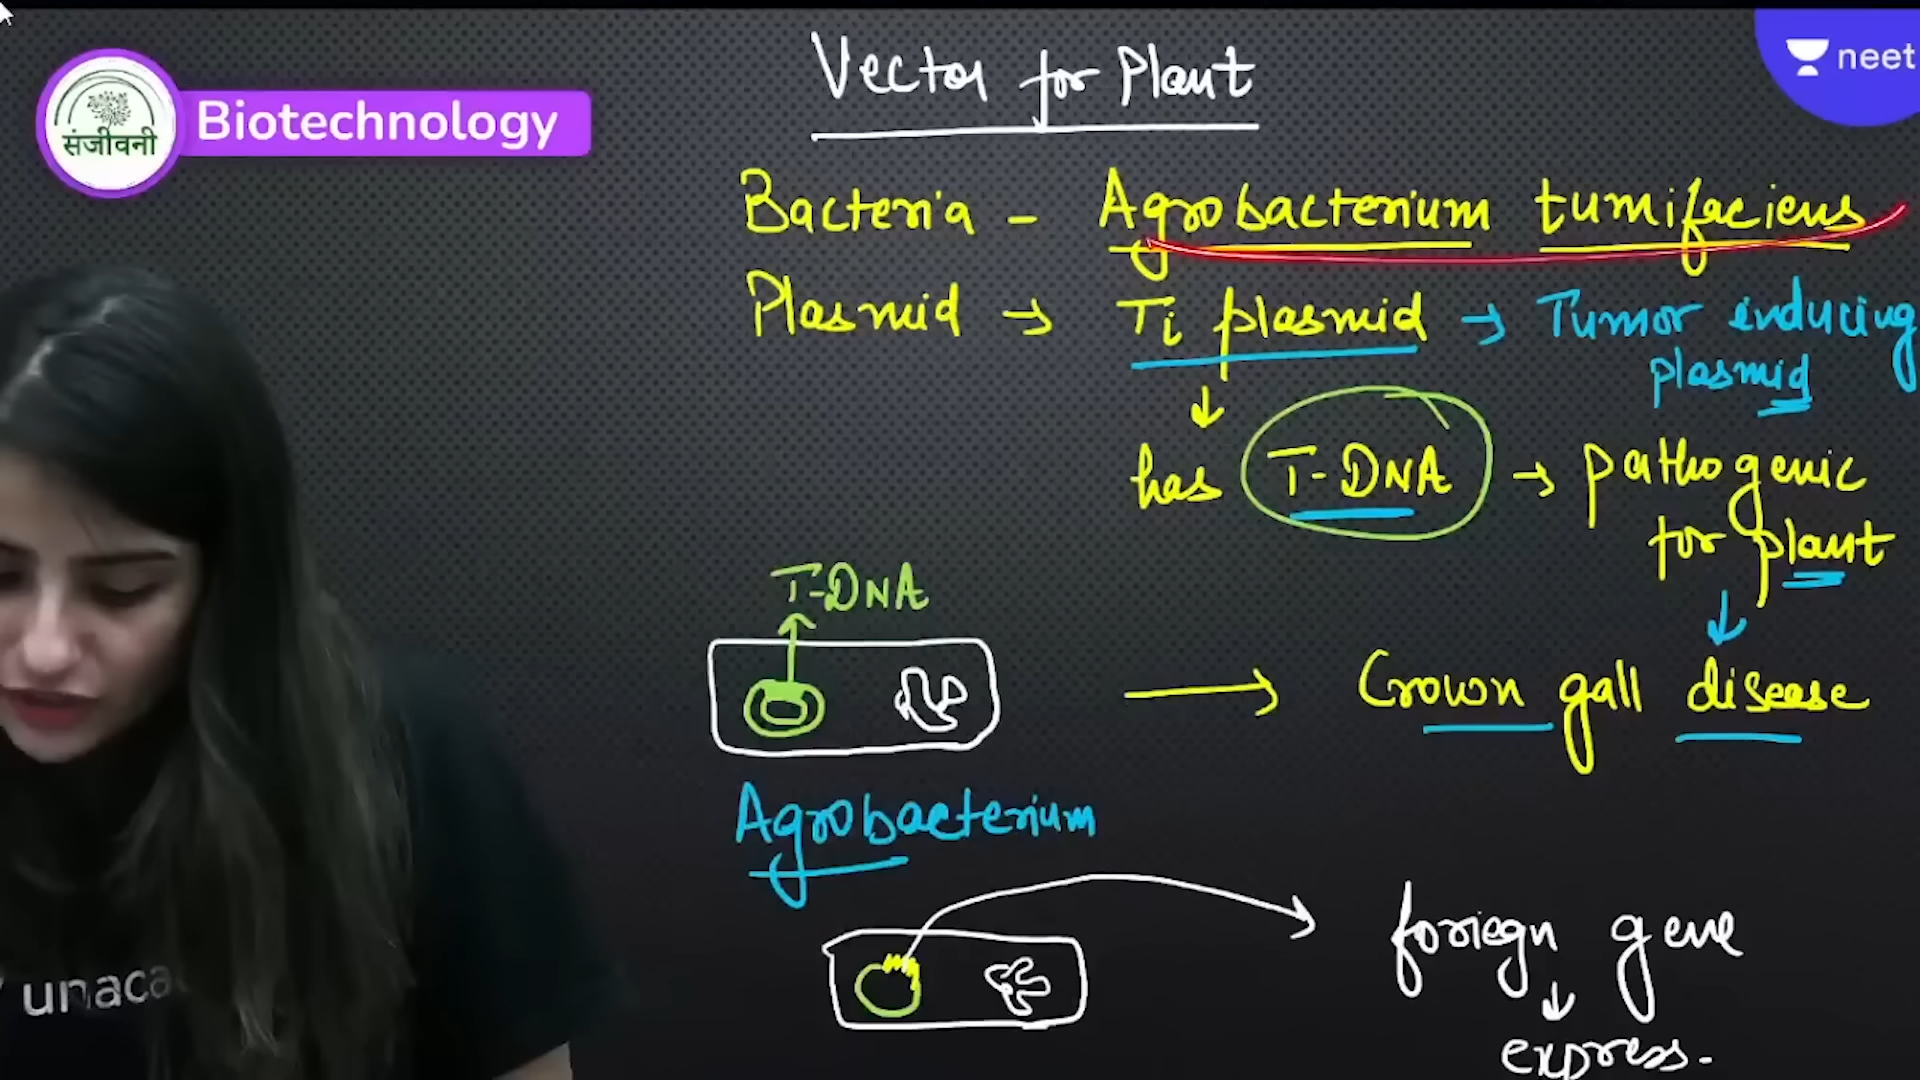 Vector for Plant
neet
संजीवनी
Biotechnology
Bacteria - Agrobacterium tumifaciens
Plasmid → Ti plasmid → Tumor inducing
plasmid
↓
has T-DNA → pathogenic
for plant
↓
T-DNA
→ Crown gall disease
Agrobacterium
foriegn gene
↓
express.
unaca